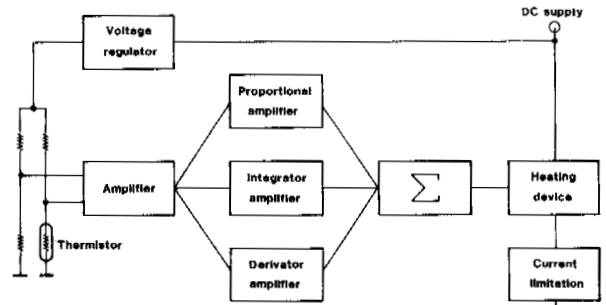 DC supply
Voltage
regulator
Proportional
amplifier
Amplifier
Integrator
amplifier
Σ
Heating
device
Thermistor
Derivator
amplifier
Current
limitation